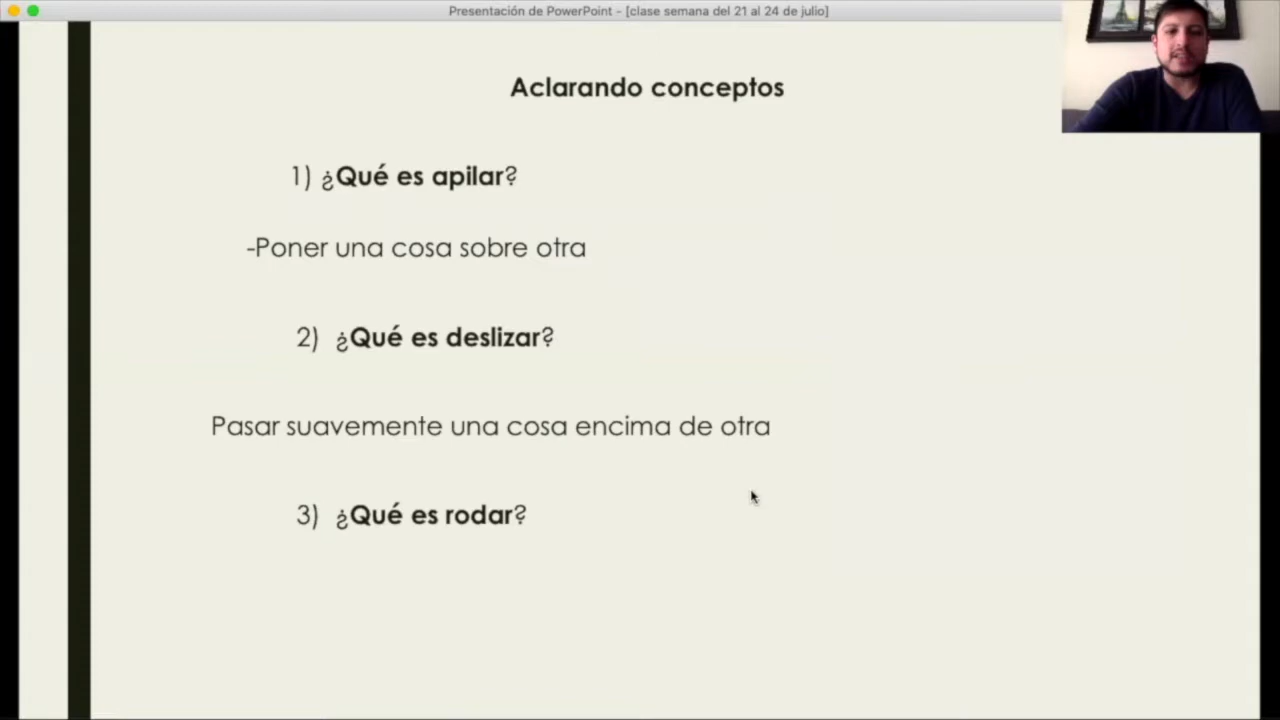 Presentación de PowerPoint - [clase semana del 21 al 24 de julio]
Aclarando conceptos
1) ¿Qué es apilar?
-Poner una cosa sobre otra
2) ¿Qué es deslizar?
Pasar suavemente una cosa encima de otra
3) ¿Qué es rodar?